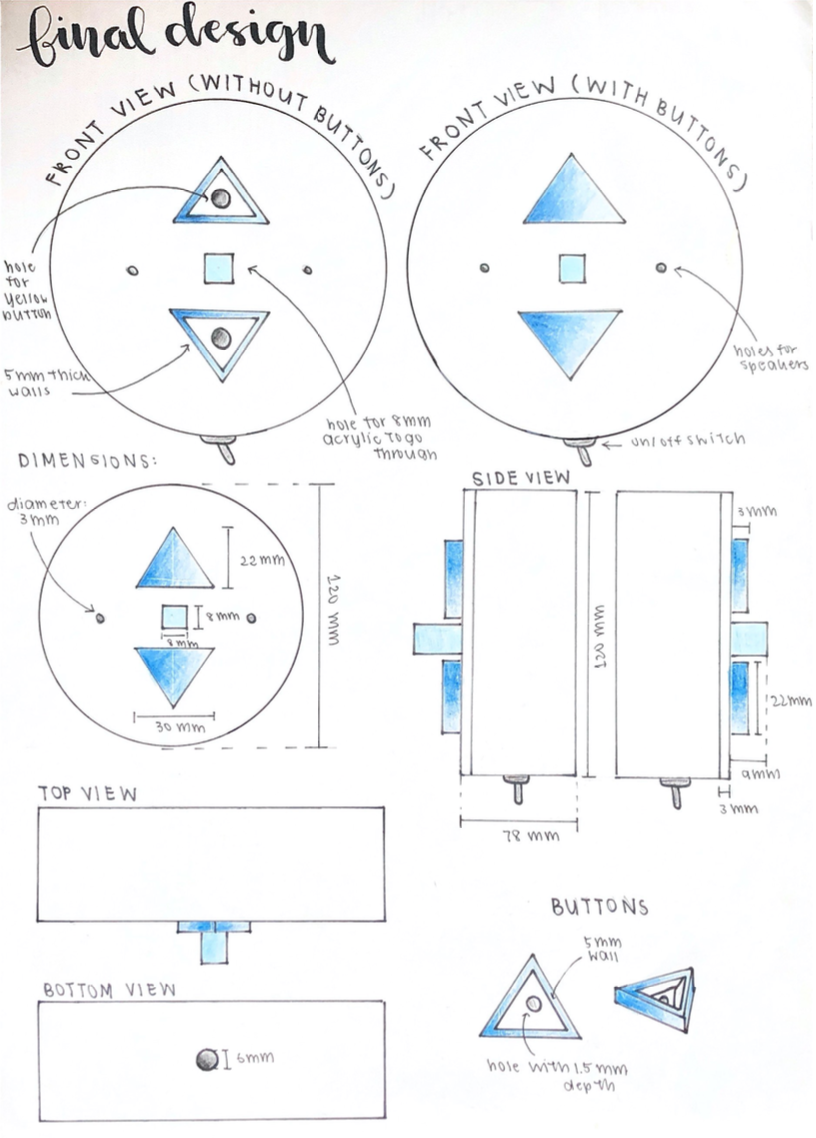 final design
FRONT VIEW (WITHOUT BUTTONS)
FRONT VIEW (WITH BUTTONS)
hole
for
yellow
button
5mm thick
walls
hole for 8mm
acrylic to go
through
holes for
speakers
on/off switch
DIMENSIONS:
diameter:
3mm
22mm
8mm
8mm
30 mm
120 mm
SIDE VIEW
120 mm
78 mm
3mm
22mm
9mm
3mm
TOP VIEW
BOTTOM VIEW
6mm
BUTTONS
5mm
wall
hole with 1.5 mm
depth